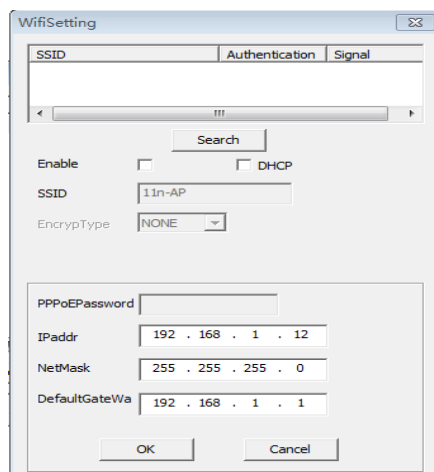 WifiSetting
SSID Authentication Signal
Search
Enable DHCP
SSID 11n-AP
EncrypType NONE
PPPoEPassword
IPaddr 192 . 168 . 1 . 12
NetMask 255 . 255 . 255 . 0
DefaultGateWa 192 . 168 . 1 . 1
OK Cancel